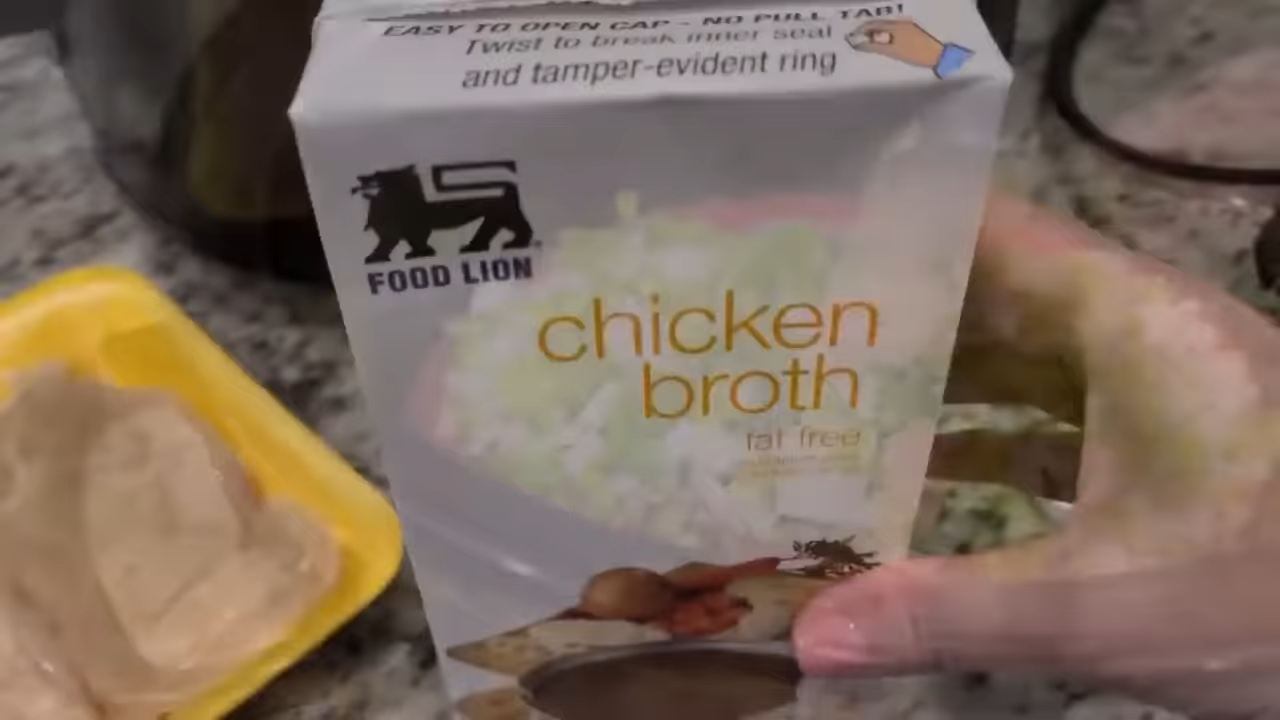 EASY TO OPEN CAP - NO PULL TAB!
Twist to break inner seal
and tamper-evident ring
FOOD LION
chicken
broth
fat free